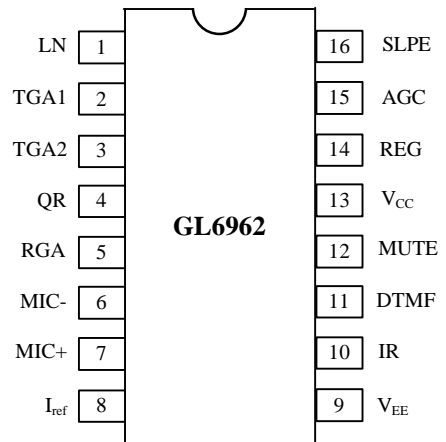 LN 1 16 SLPE
TGA1 2 15 AGC
TGA2 3 14 REG
QR 4 13 VCC
GL6962
RGA 5 12 MUTE
MIC- 6 11 DTMF
MIC+ 7 10 IR
Iref 8 9 VEE